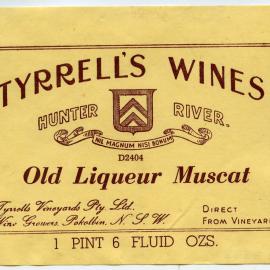 TYRRELL'S WINES
HUNTER RIVER.
NIL MAGNUM NISI BONUM
D2404
Old Liqueur Muscat
Tyrrells Vineyards Pty. Ltd.
Wine Growers, Pokolbin, N. S. W.
DIRECT
FROM VINEYARD
1 PINT 6 FLUID OZS.